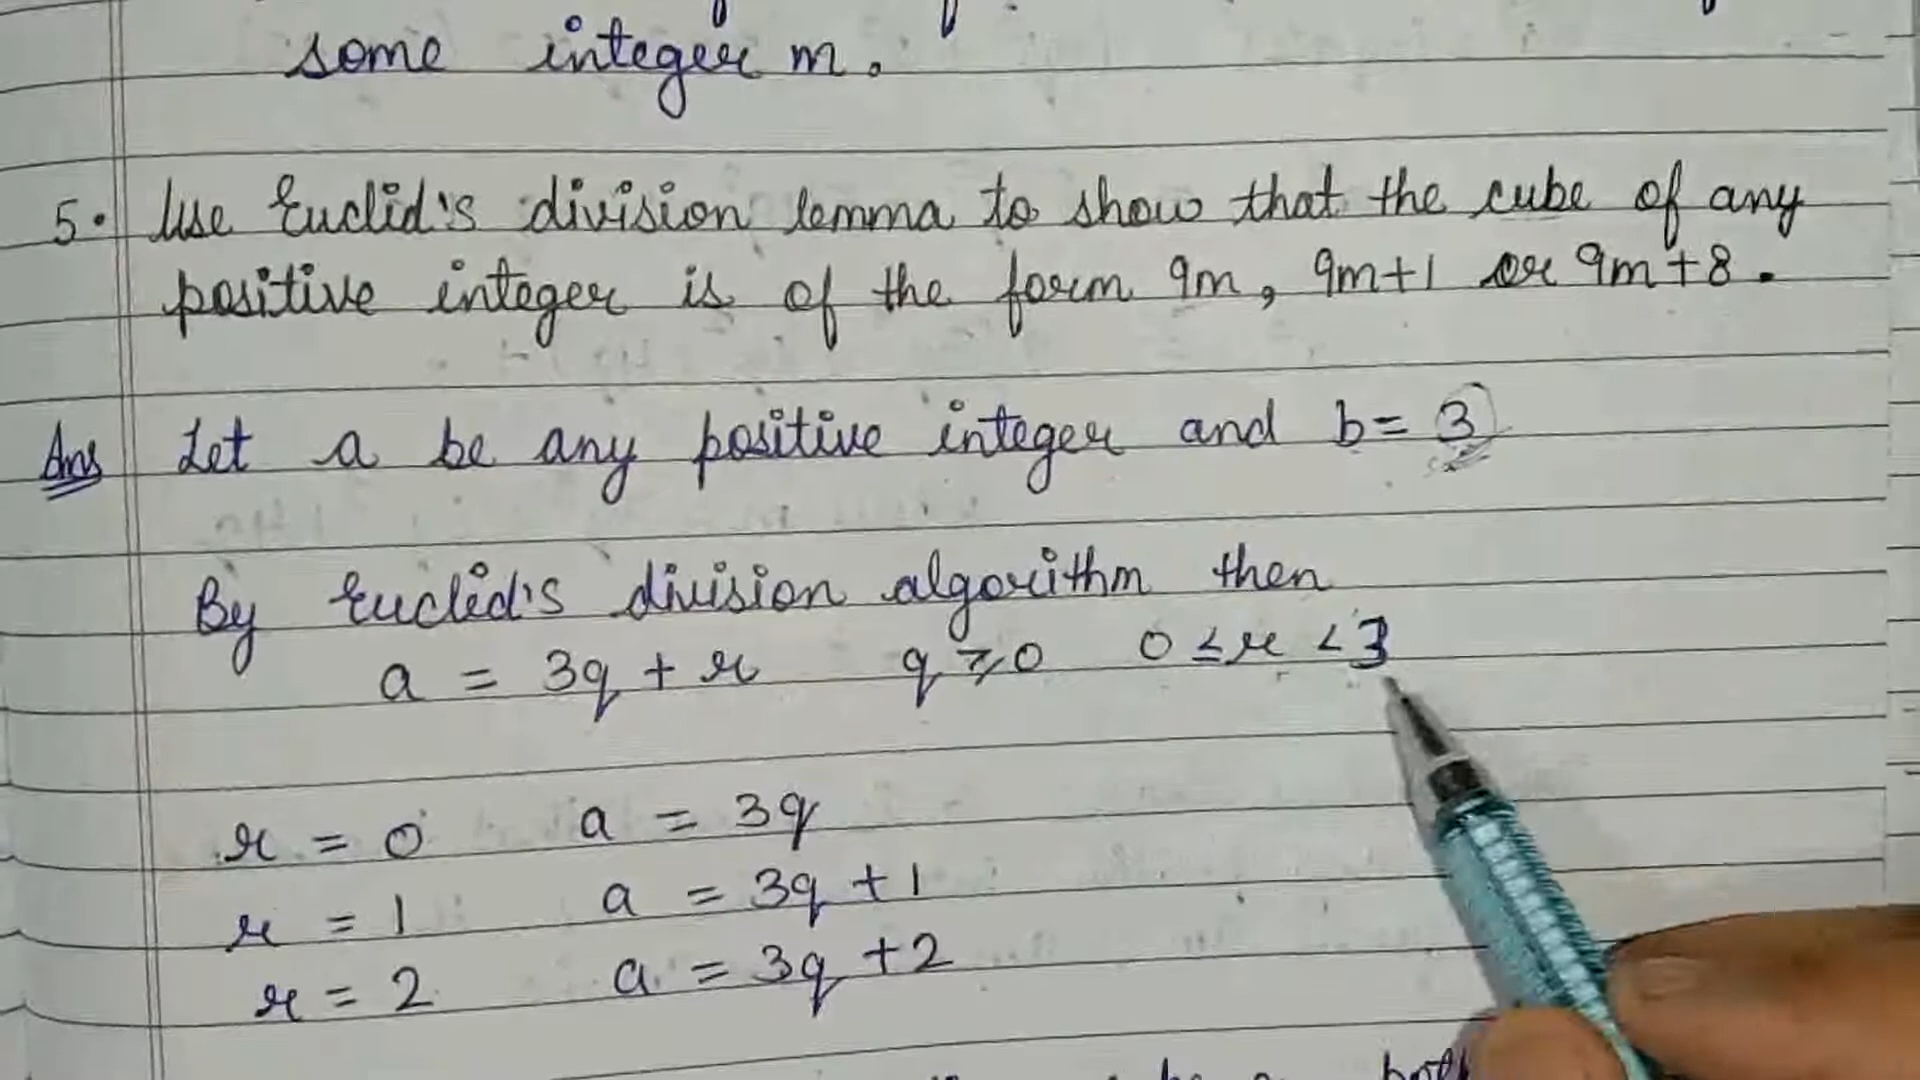 some integer m.
5. Use Euclid's division lemma to show that the cube of any
positive integer is of the form 9m, 9m+1 or 9m+8.
Ans Let a be any positive integer and b = 3
By Euclid's division algorithm then
a = 3q + r q ≥ 0 0 ≤ r < 3
r = 0 a = 3q
r = 1 a = 3q + 1
r = 2 a = 3q + 2